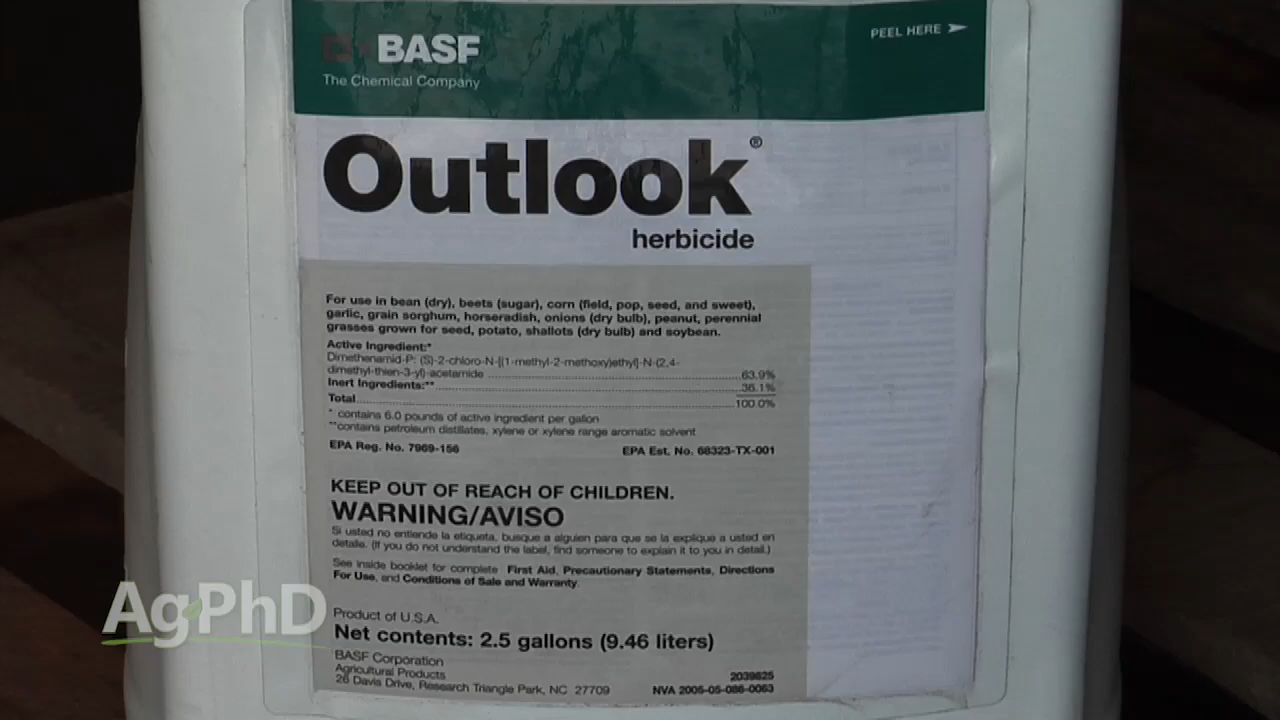 BASF
The Chemical Company
PEEL HERE
Outlook®
herbicide
For use in bean (dry), beets (sugar), corn (field, pop, seed, and sweet),
garlic, grain sorghum, horseradish, onions (dry bulb), peanut, perennial
grasses grown for seed, potato, shallots (dry bulb) and soybean.
Active Ingredient:*
Dimethenamid-P: (S)-2-chloro-N-[(1-methyl-2-methoxy)ethyl]-N-(2,4-
dimethyl-thien-3-yl)-acetamide 63.9%
Inert Ingredients:** 36.1%
Total 100.0%
* contains 6.0 pounds of active ingredient per gallon
**contains petroleum distillates, xylene or xylene range aromatic solvent
EPA Reg. No. 7969-156 EPA Est. No. 68323-TX-001
KEEP OUT OF REACH OF CHILDREN.
WARNING/AVISO
Si usted no entiende la etiqueta, busque a alguien para que se la explique a usted en
detalle. (If you do not understand the label, find someone to explain it to you in detail.)
See inside booklet for complete First Aid, Precautionary Statements, Directions
For Use, and Conditions of Sale and Warranty.
Product of U.S.A.
Net contents: 2.5 gallons (9.46 liters)
BASF Corporation
Agricultural Products
26 Davis Drive, Research Triangle Park, NC 27709
2039825
NVA 2005-05-086-0063
AgPhD